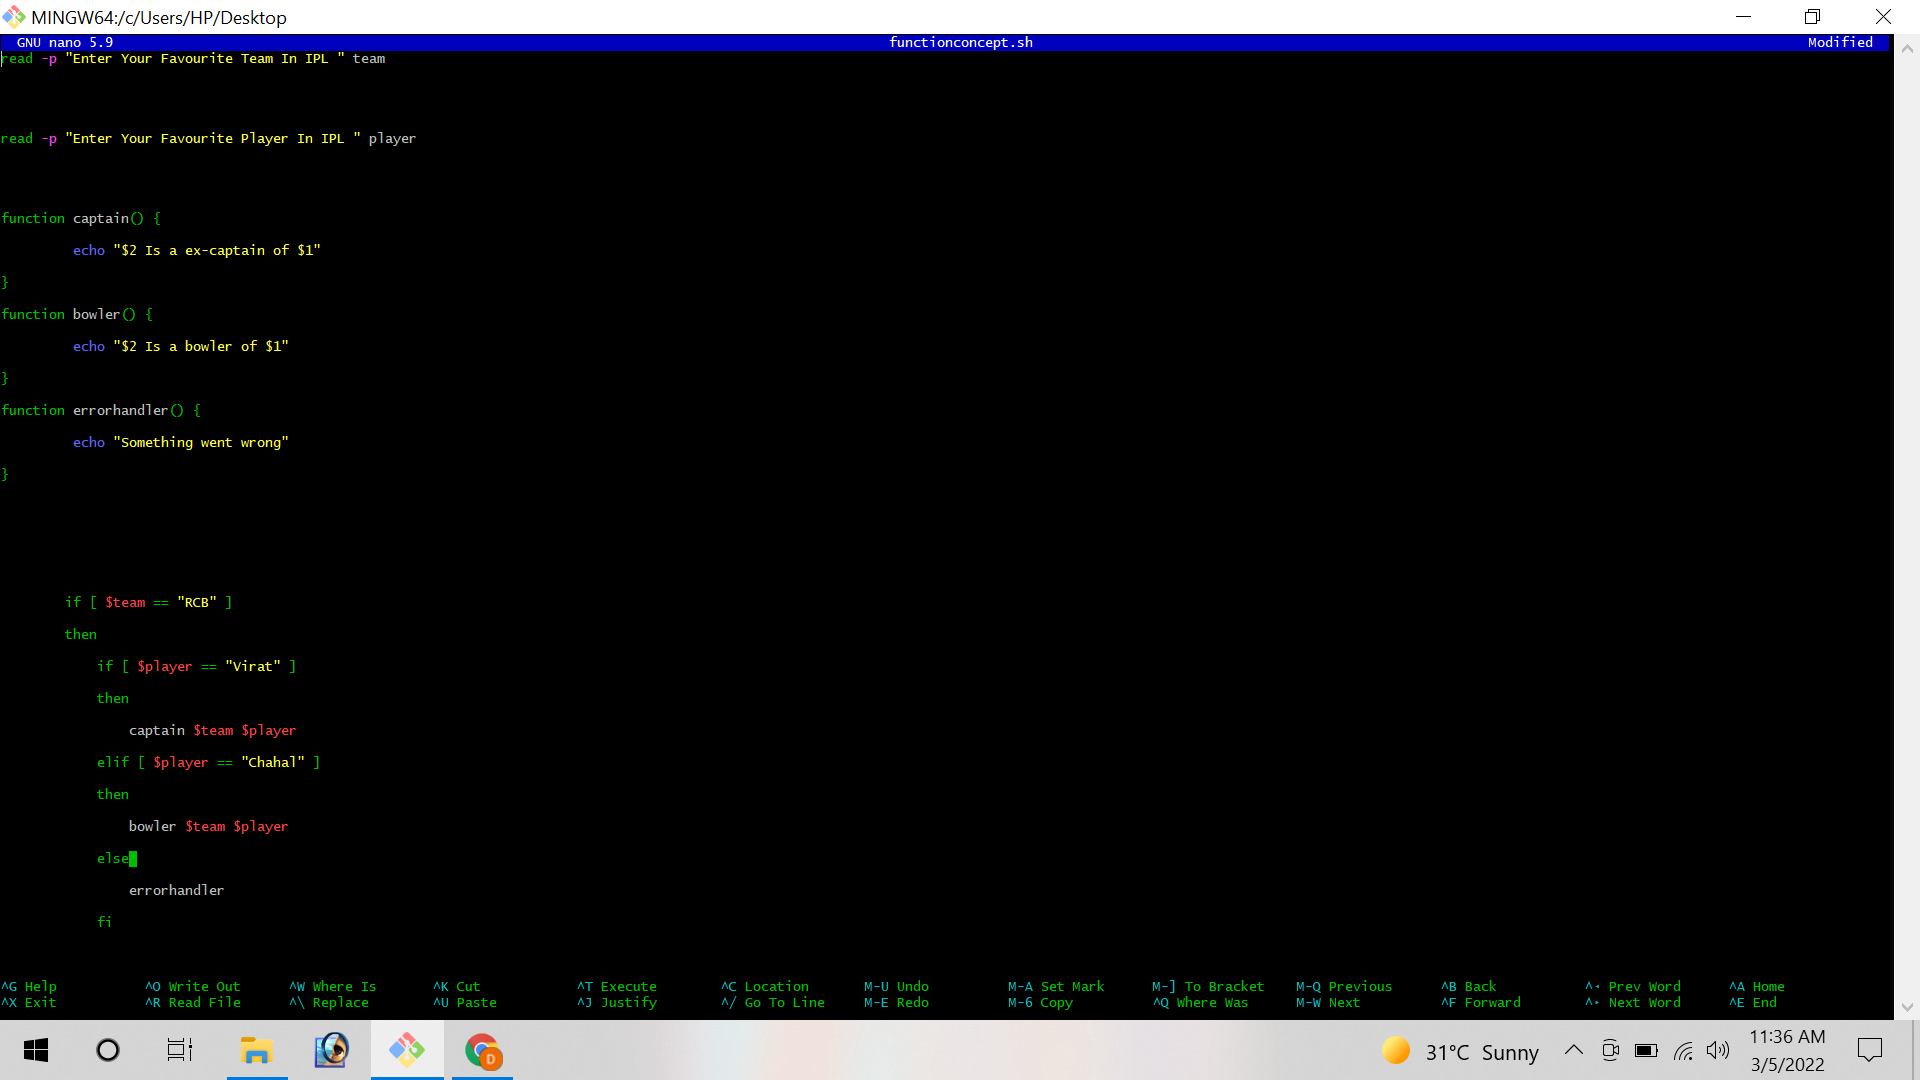 MINGW64:/c/Users/HP/Desktop
GNU nano 5.9 functionconcept.sh Modified
read -p "Enter Your Favourite Team In IPL " team
read -p "Enter Your Favourite Player In IPL " player
function captain() {
echo "$2 Is a ex-captain of $1"
}
function bowler() {
echo "$2 Is a bowler of $1"
}
function errorhandler() {
echo "Something went wrong"
}
if [ $team == "RCB" ]
then
if [ $player == "Virat" ]
then
captain $team $player
elif [ $player == "Chahal" ]
then
bowler $team $player
else
errorhandler
fi
^G Help ^O Write Out ^W Where Is ^K Cut ^T Execute ^C Location M-U Undo M-A Set Mark M-] To Bracket M-Q Previous ^B Back ^◂ Prev Word ^A Home
^X Exit ^R Read File ^\ Replace ^U Paste ^J Justify ^/ Go To Line M-E Redo M-6 Copy ^Q Where Was M-W Next ^F Forward ^▸ Next Word ^E End
D
31°C Sunny
11:36 AM
3/5/2022